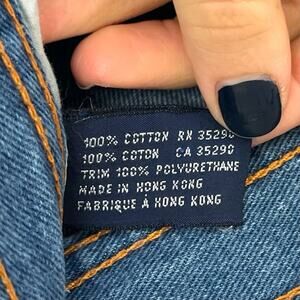 100% COTTON RN 35290
100% COTON CA 35290
TRIM 100% POLYURETHANE
MADE IN HONG KONG
FABRIQUE À HONG KONG